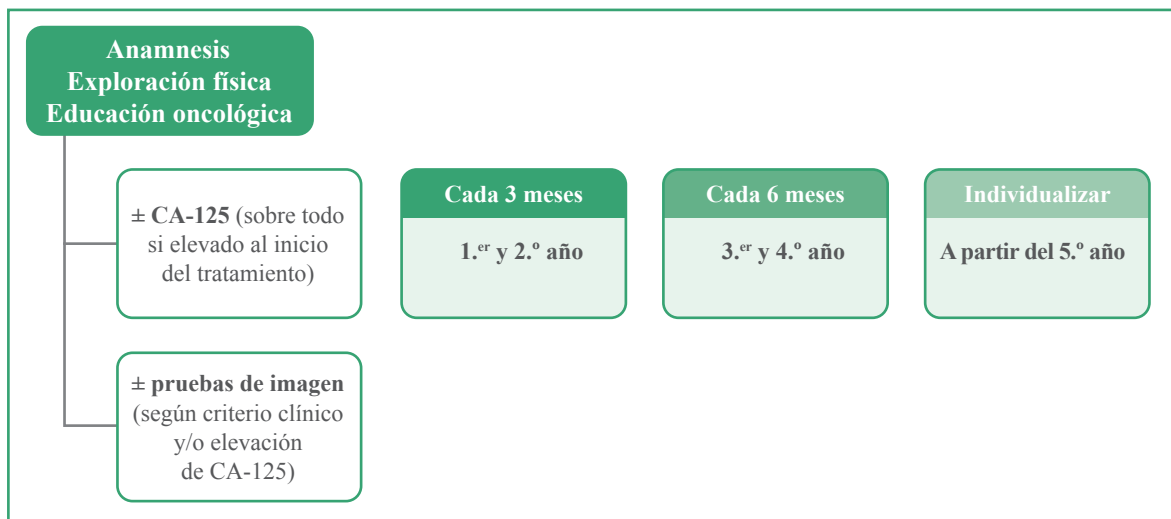 Anamnesis
Exploración física
Educación oncológica
± CA-125 (sobre todo
si elevado al inicio
del tratamiento)
Cada 3 meses
1.er y 2.º año
Cada 6 meses
3.er y 4.º año
Individualizar
A partir del 5.º año
± pruebas de imagen
(según criterio clínico
y/o elevación
de CA-125)